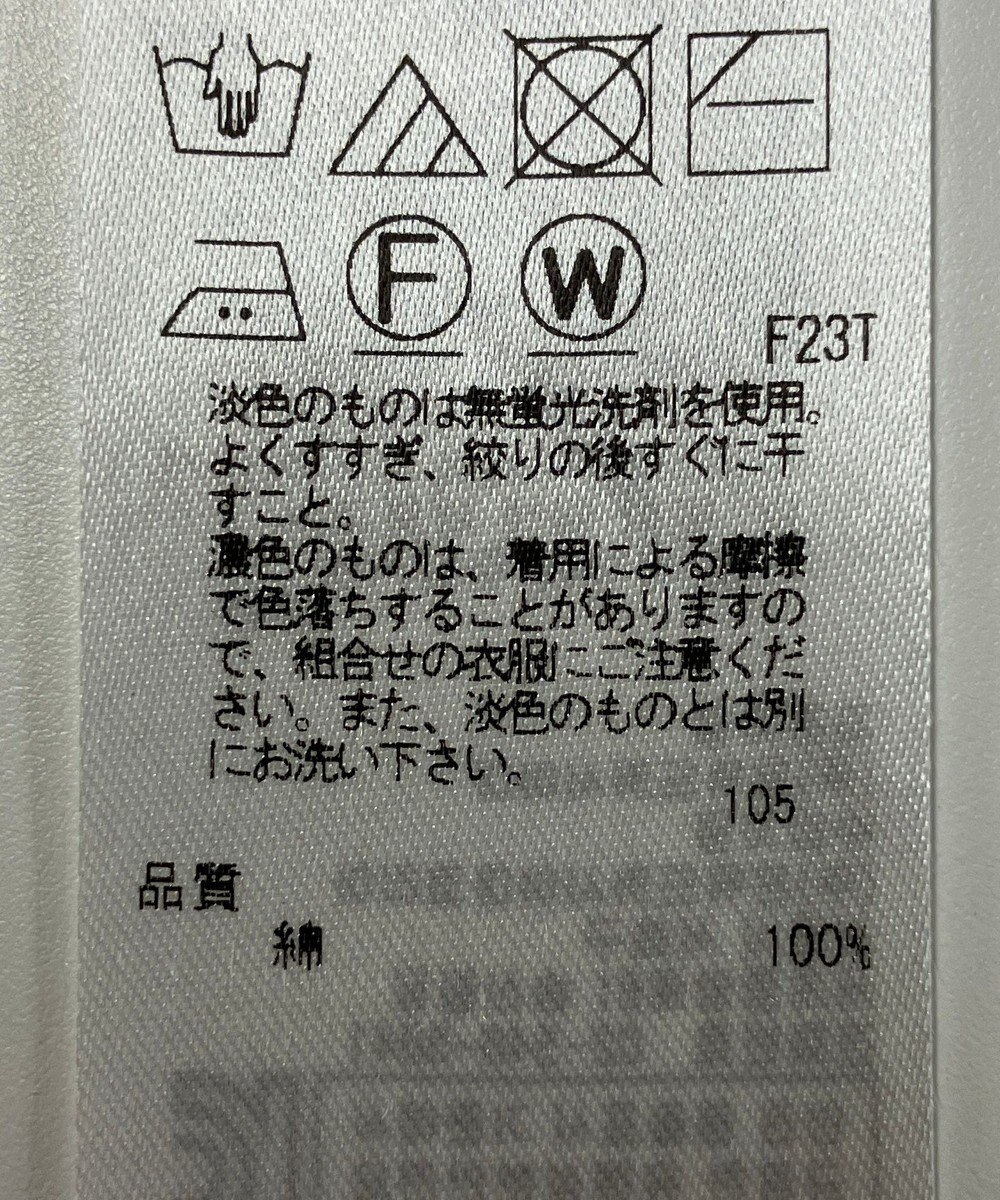 F
W
F23T
淡色のものは無蛍光洗剤を使用。
よくすすぎ、絞りの後すぐに干
すこと。
濃色のものは、着用による摩擦
で色落ちすることがありますの
で、組合せの衣服にご注意くだ
さい。また、淡色のものとは別
にお洗い下さい。
105
品質
綿 100%